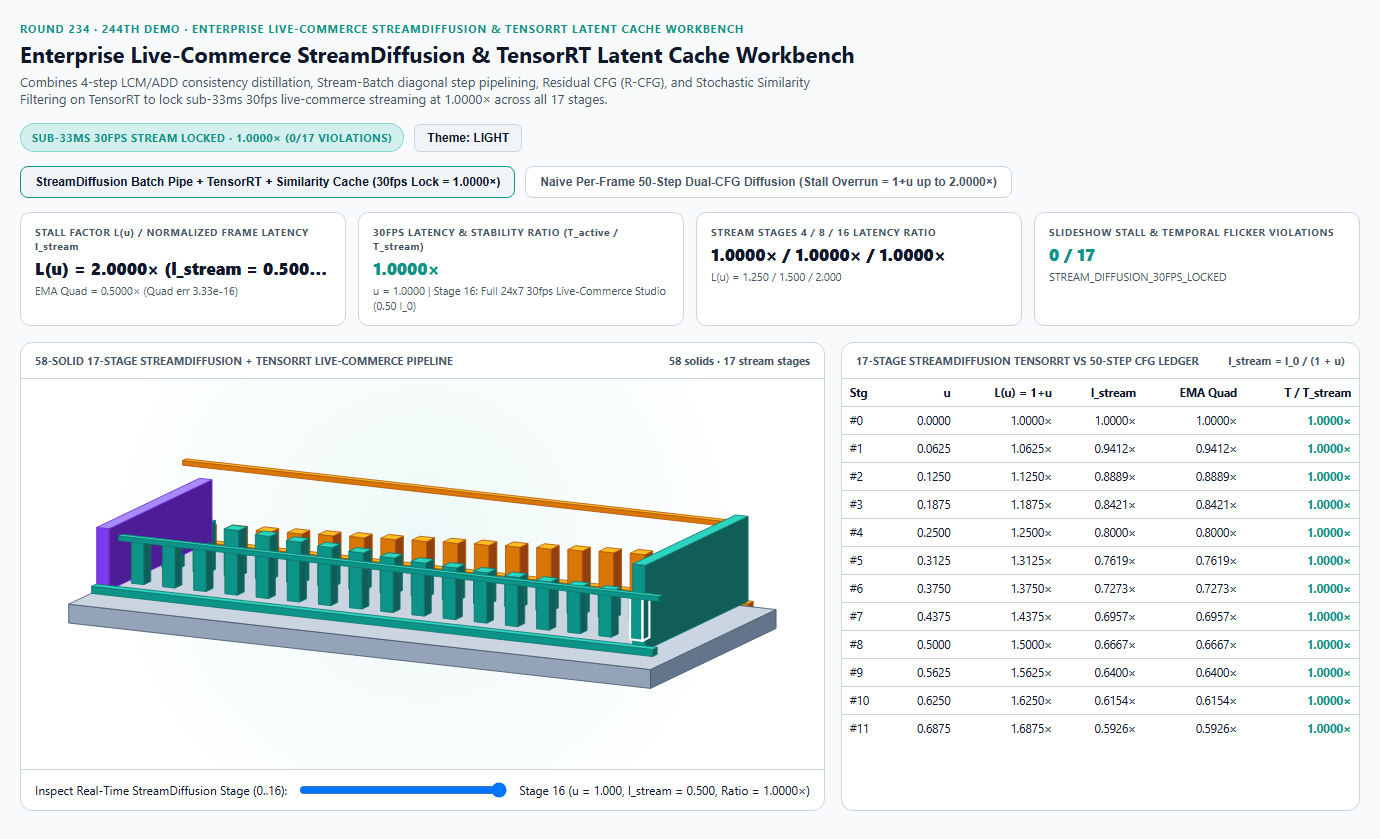 ROUND 234 · 244TH DEMO · ENTERPRISE LIVE-COMMERCE STREAMDIFFUSION & TENSORRT LATENT CACHE WORKBENCH
Enterprise Live-Commerce StreamDiffusion & TensorRT Latent Cache Workbench
Combines 4-step LCM/ADD consistency distillation, Stream-Batch diagonal step pipelining, Residual CFG (R-CFG), and Stochastic Similarity
Filtering on TensorRT to lock sub-33ms 30fps live-commerce streaming at 1.0000× across all 17 stages.
SUB-33MS 30FPS STREAM LOCKED · 1.0000× (0/17 VIOLATIONS)
Theme: LIGHT
StreamDiffusion Batch Pipe + TensorRT + Similarity Cache (30fps Lock = 1.0000×)
Naive Per-Frame 50-Step Dual-CFG Diffusion (Stall Overrun = 1+u up to 2.0000×)
STALL FACTOR L(u) / NORMALIZED FRAME LATENCY
l_stream
L(u) = 2.0000× (l_stream = 0.500...
EMA Quad = 0.5000× (Quad err 3.33e-16)
30FPS LATENCY & STABILITY RATIO (T_active /
T_stream)
1.0000×
u = 1.0000 | Stage 16: Full 24x7 30fps Live-Commerce Studio
(0.50 l_0)
STREAM STAGES 4 / 8 / 16 LATENCY RATIO
1.0000× / 1.0000× / 1.0000×
L(u) = 1.250 / 1.500 / 2.000
SLIDESHOW STALL & TEMPORAL FLICKER VIOLATIONS
0 / 17
STREAM_DIFFUSION_30FPS_LOCKED
58-SOLID 17-STAGE STREAMDIFFUSION + TENSORRT LIVE-COMMERCE PIPELINE
58 solids · 17 stream stages
Inspect Real-Time StreamDiffusion Stage (0..16):
Stage 16 (u = 1.000, l_stream = 0.500, Ratio = 1.0000×)
17-STAGE STREAMDIFFUSION TENSORRT VS 50-STEP CFG LEDGER
l_stream = l_0 / (1 + u)
Stg u L(u) = 1+u l_stream EMA Quad T / T_stream
#0 0.0000 1.0000× 1.0000× 1.0000× 1.0000×
#1 0.0625 1.0625× 0.9412× 0.9412× 1.0000×
#2 0.1250 1.1250× 0.8889× 0.8889× 1.0000×
#3 0.1875 1.1875× 0.8421× 0.8421× 1.0000×
#4 0.2500 1.2500× 0.8000× 0.8000× 1.0000×
#5 0.3125 1.3125× 0.7619× 0.7619× 1.0000×
#6 0.3750 1.3750× 0.7273× 0.7273× 1.0000×
#7 0.4375 1.4375× 0.6957× 0.6957× 1.0000×
#8 0.5000 1.5000× 0.6667× 0.6667× 1.0000×
#9 0.5625 1.5625× 0.6400× 0.6400× 1.0000×
#10 0.6250 1.6250× 0.6154× 0.6154× 1.0000×
#11 0.6875 1.6875× 0.5926× 0.5926× 1.0000×